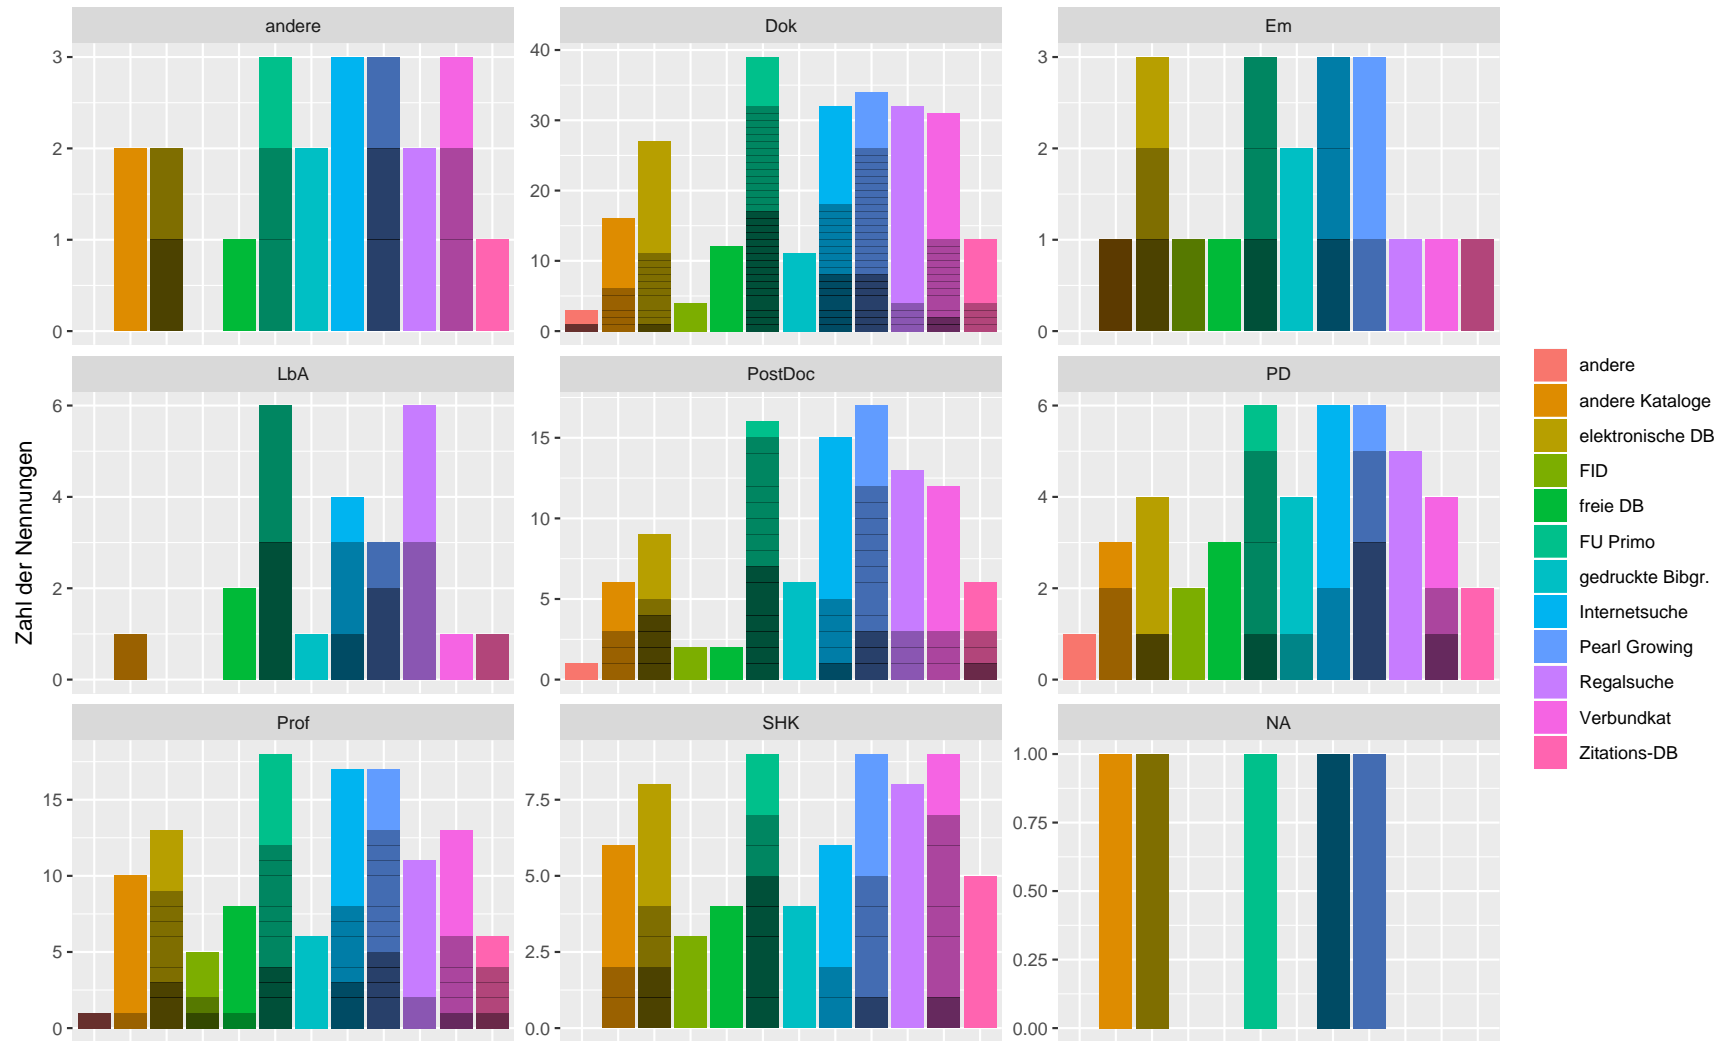 andere
Dok
Em
3
2
1
0
40
30
20
10
0
3
2
1
0
LbA
PostDoc
PD
6
4
2
0
15
10
5
0
6
4
2
0
Prof
SHK
NA
15
10
5
0
7.5
5.0
2.5
0.0
1.00
0.75
0.50
0.25
0.00
Zahl der Nennungen
andere
andere Kataloge
elektronische DB
FID
freie DB
FU Primo
gedruckte Bibgr.
Internetsuche
Pearl Growing
Regalsuche
Verbundkat
Zitations-DB